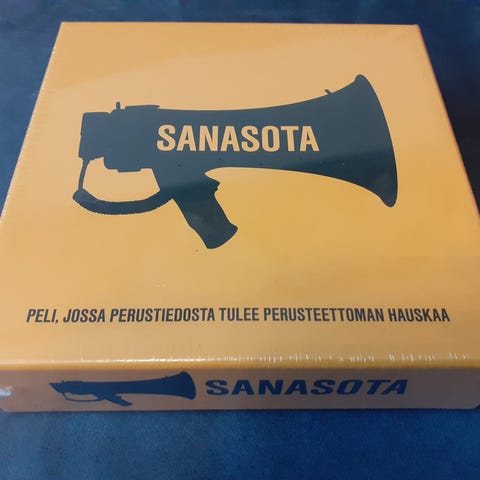 SANASOTA
PELI, JOSSA PERUSTIEDOSTA TULEE PERUSTEETTOMAN HAUSKAA
SANASOTA